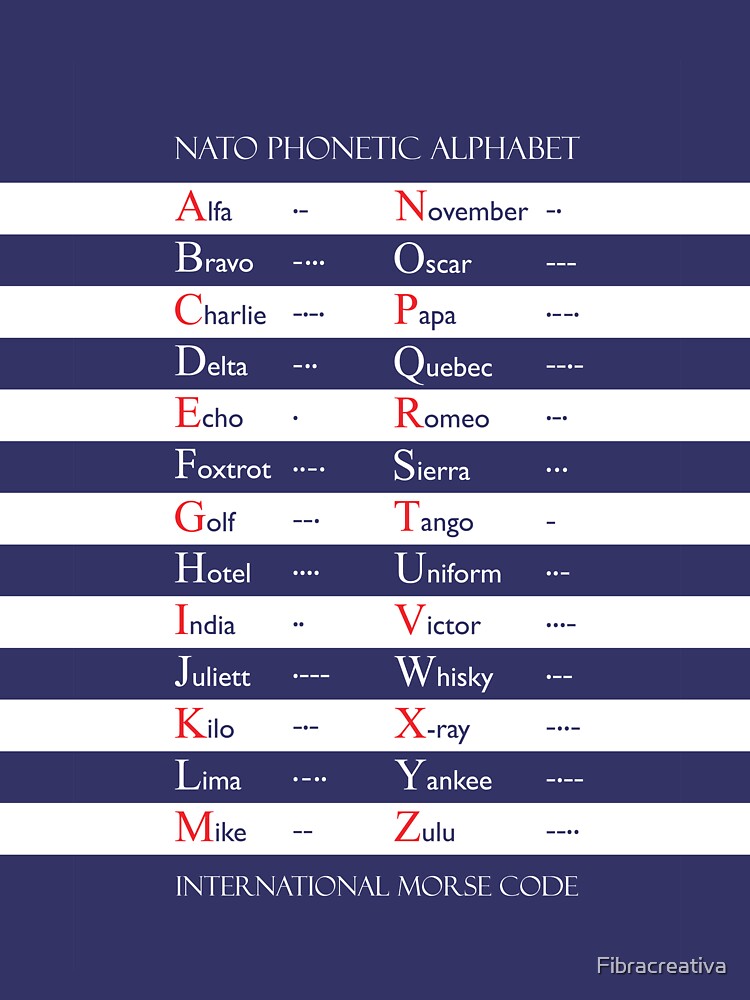 NATO PHONETIC ALPHABET
Alfa ·- November -·
Bravo -··· Oscar ---
Charlie -·-· Papa ·--·
Delta -·· Quebec --·-
Echo · Romeo ·-·
Foxtrot ··-· Sierra ···
Golf --· Tango -
Hotel ···· Uniform ··-
India ·· Victor ···-
Juliett ·--- Whisky ·--
Kilo -·- X-ray -··-
Lima ·-·· Yankee -·--
Mike -- Zulu --··
INTERNATIONAL MORSE CODE
Fibracreativa